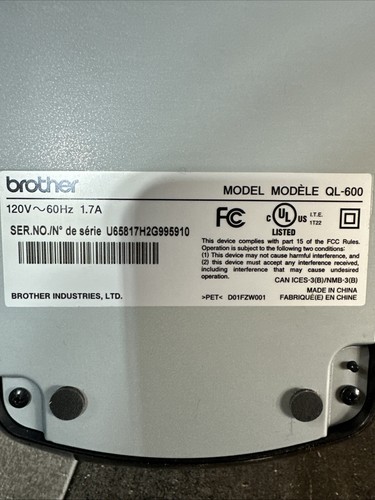 brother
MODEL MODÈLE QL-600
120V～60Hz 1.7A
SER.NO./N° de série U65817H2G995910
FC
c UL us LISTED I.T.E. 1T22
This device complies with part 15 of the FCC Rules.
Operation is subject to the following two conditions:
(1) This device may not cause harmful interference, and
(2) this device must accept any interference received,
including interference that may cause undesired
operation.
CAN ICES-3(B)/NMB-3(B)
BROTHER INDUSTRIES, LTD.
>PET< D01FZW001
MADE IN CHINA
FABRIQUÉ(E) EN CHINE